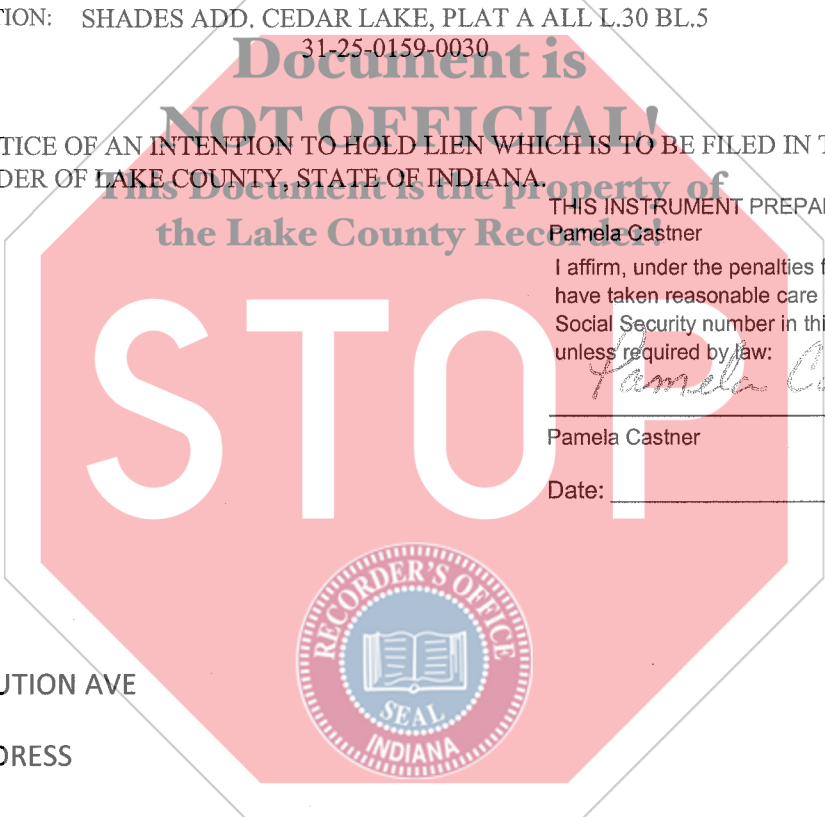 TION: SHADES ADD. CEDAR LAKE, PLAT A ALL L.30 BL.5
31-25-0159-0030
Document is
NOT OFFICIAL!
TICE OF AN INTENTION TO HOLD LIEN WHICH IS TO BE FILED IN T
DER OF LAKE COUNTY, STATE OF INDIANA.
This Document is the property of
the Lake County Recorder!
THIS INSTRUMENT PREPA
Pamela Castner
I affirm, under the penalties f
have taken reasonable care
Social Security number in thi
unless required by law:
Pamela C
Pamela Castner
Date:
STOP
RECORDER'S OFFICE
SEAL
INDIANA
UTION AVE
DRESS